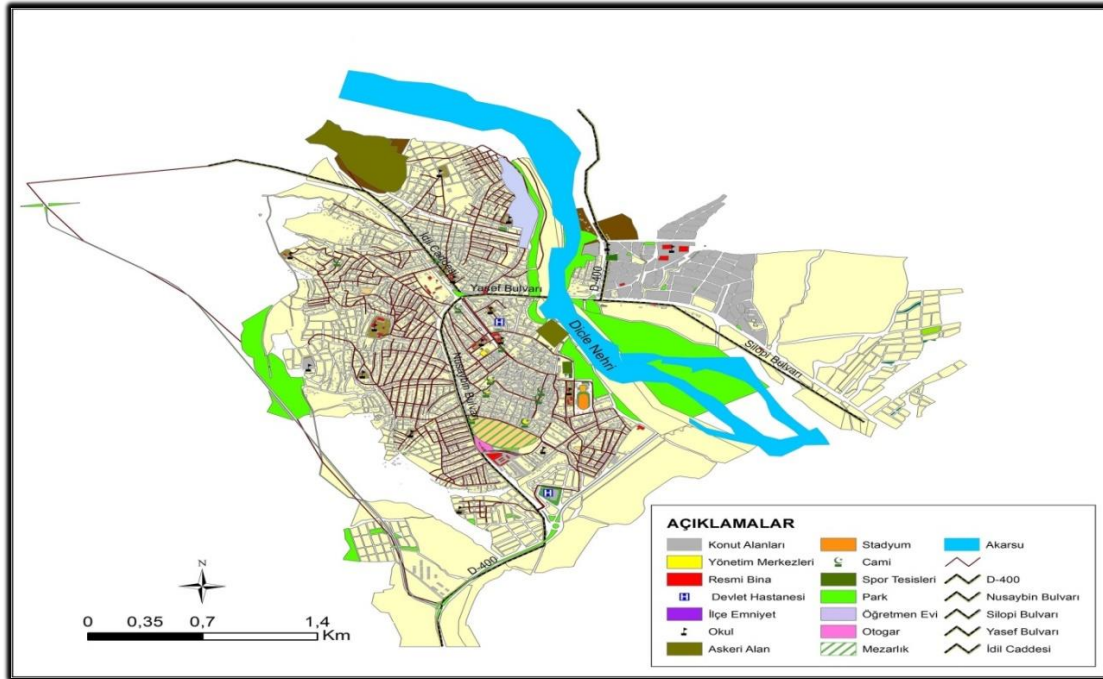 İdil Caddesi
Yasef Bulvarı
D-400
Dicle Nehri
Silopi Bulvarı
Nusaybin Bulvarı
H
H
D-400
N
0 0,35 0,7 1,4
Km
AÇIKLAMALAR
Konut Alanları
Yönetim Merkezleri
Resmi Bina
H Devlet Hastanesi
İlçe Emniyet
Okul
Askeri Alan
Stadyum
Cami
Spor Tesisleri
Park
Öğretmen Evi
Otogar
Mezarlık
Akarsu
D-400
Nusaybin Bulvarı
Silopi Bulvarı
Yasef Bulvarı
İdil Caddesi